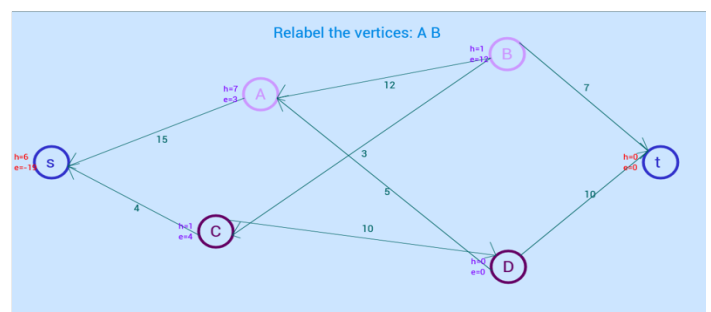 Relabel the vertices: A B
h=1
e=12
B
h=7
e=3
A
12
7
15
3
h=6
e=-19
s
h=0
e=0
t
5
4
10
h=1
e=4
C
10
h=0
e=0
D